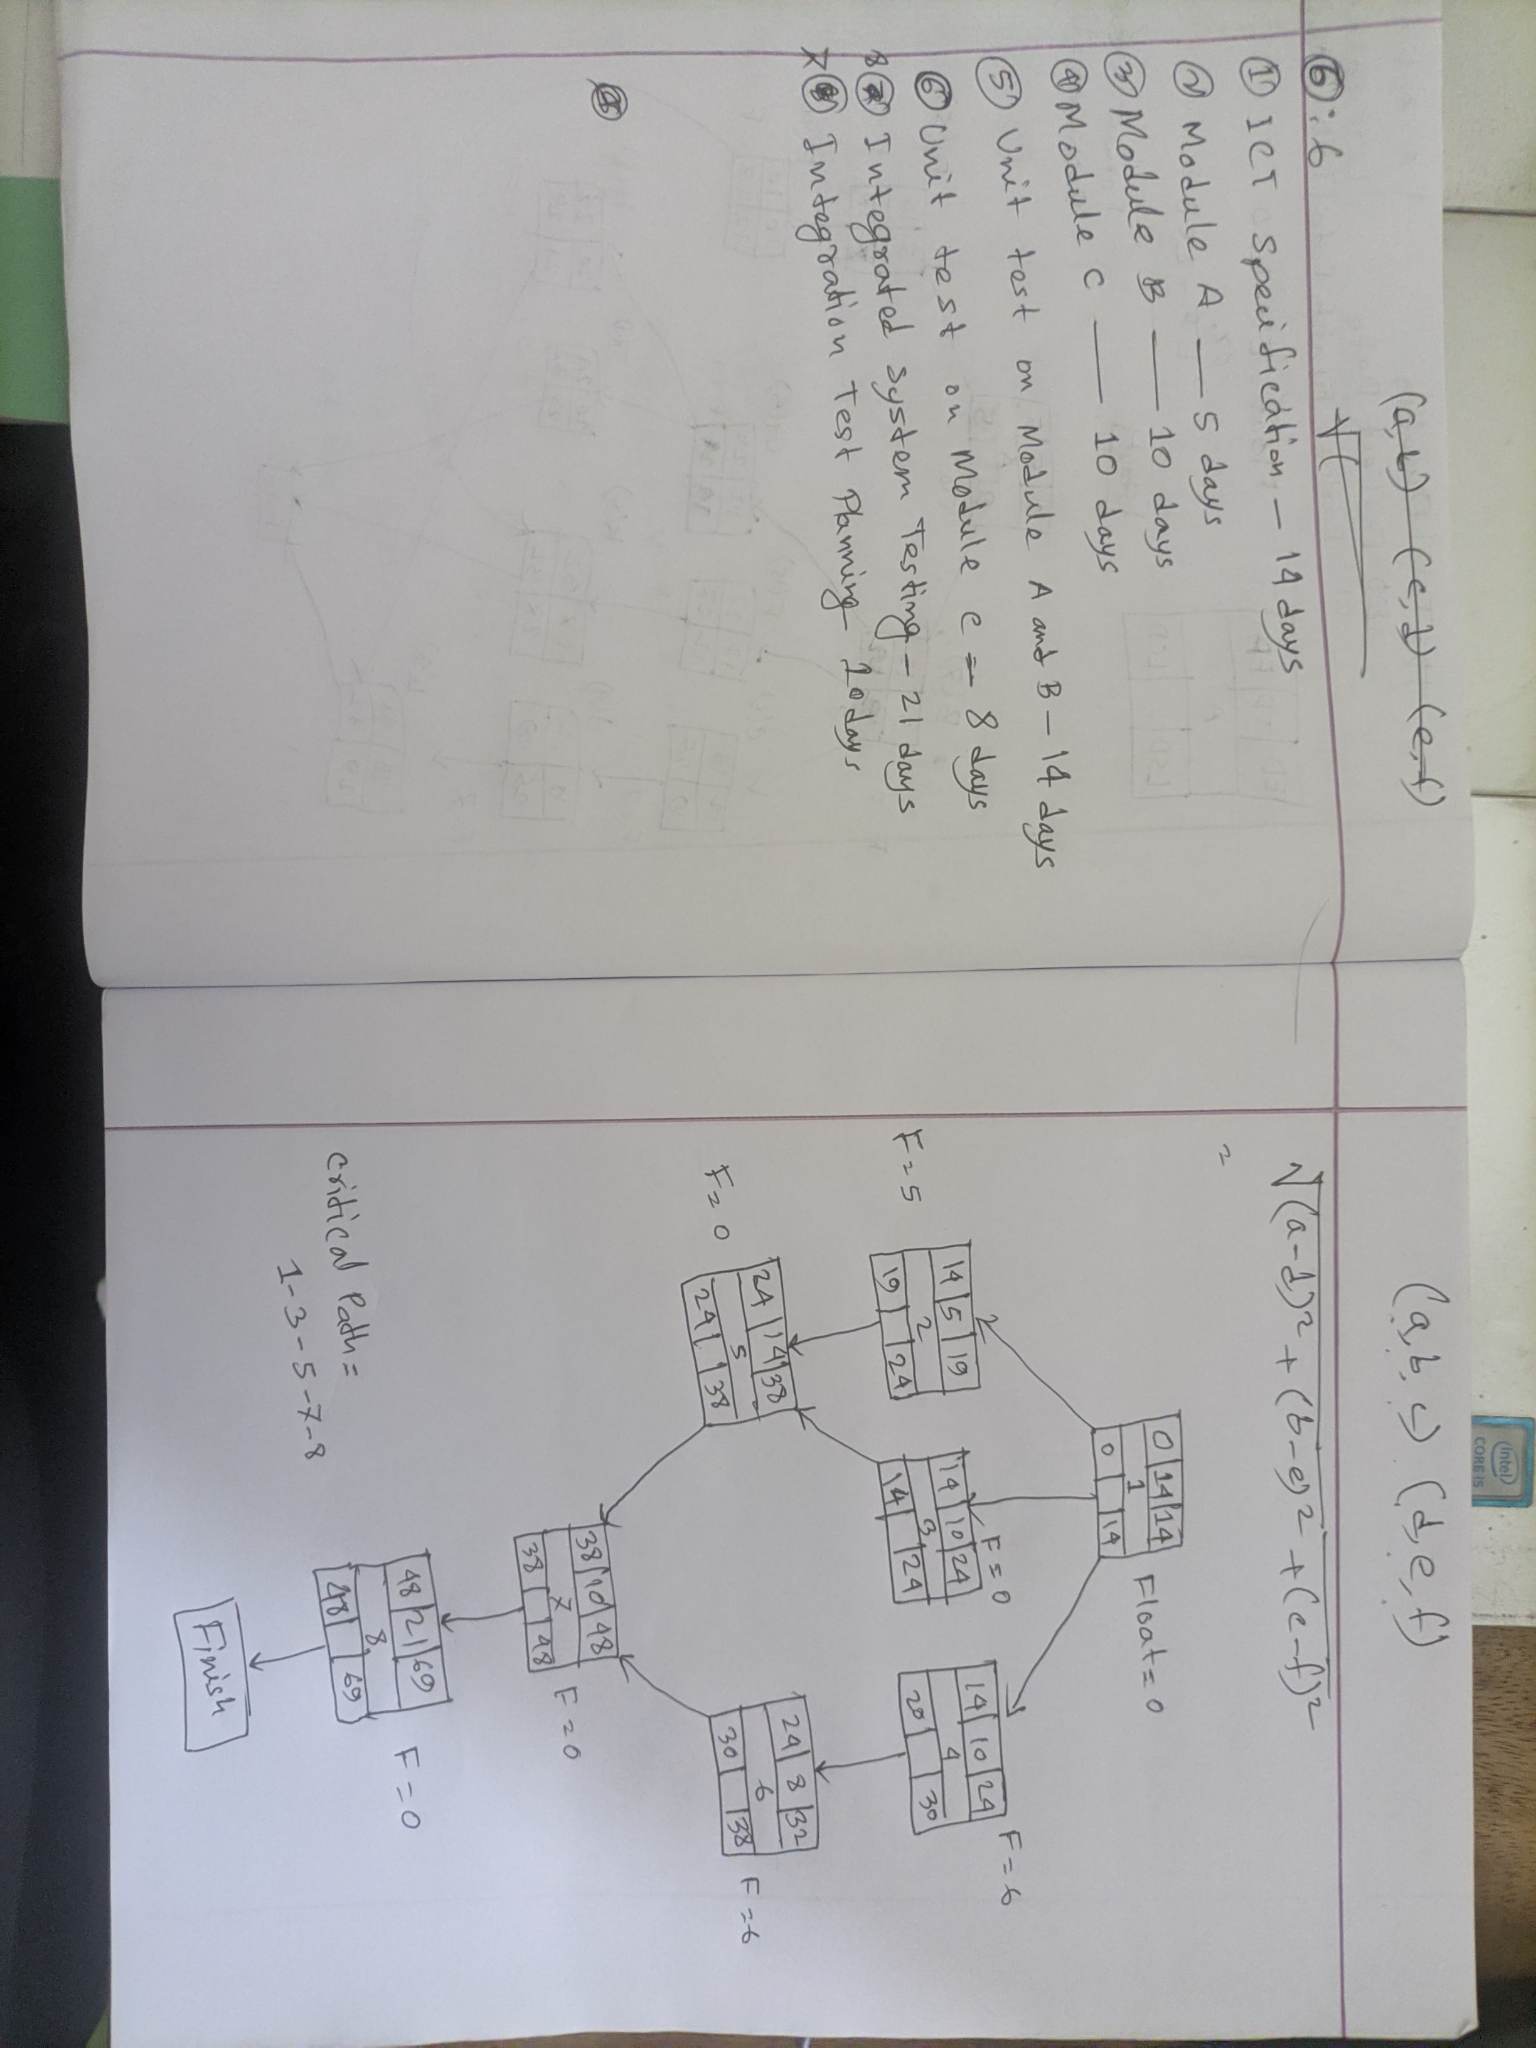 (a,b) (c,d) (e,f)
√(
⑥: 6
① ICT Specification - 14 days
② Module A — 5 days
③ Module B — 10 days
④ Module C — 10 days
⑤ Unit test on Module A and B - 14 days
⑥ Unit test on Module c - 8 days
8 Integrated System Testing - 21 days
7 Integration Test Planning - 10 days
(a, b, c) (d, e, f)
√(a-d)² + (b-e)² + (c-f)²
=
0 14 14
1
0 14
Float = 0
14 5 19
2
19 24
F = 5
F = 0
14 10 24
3
14 24
14 10 24
4
20 30
F = 6
24 14 38
5
24 38
F = 0
24 8 32
6
30 38
F = 6
38 10 48
7
38 48
F = 0
48 21 69
8
48 69
F = 0
Critical Path =
1-3-5-7-8
Finish
intel
CORE i5